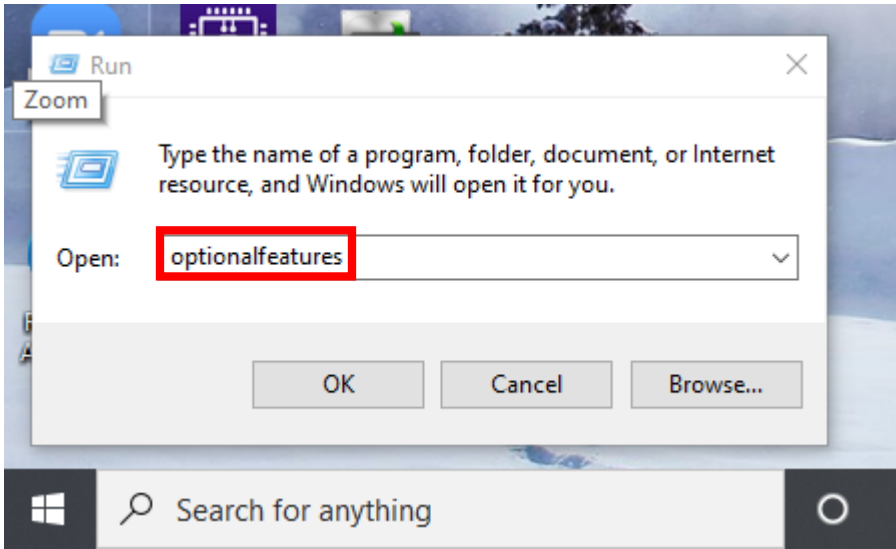 Run
Zoom
Type the name of a program, folder, document, or Internet
resource, and Windows will open it for you.
Open: optionalfeatures
OK Cancel Browse...
Search for anything